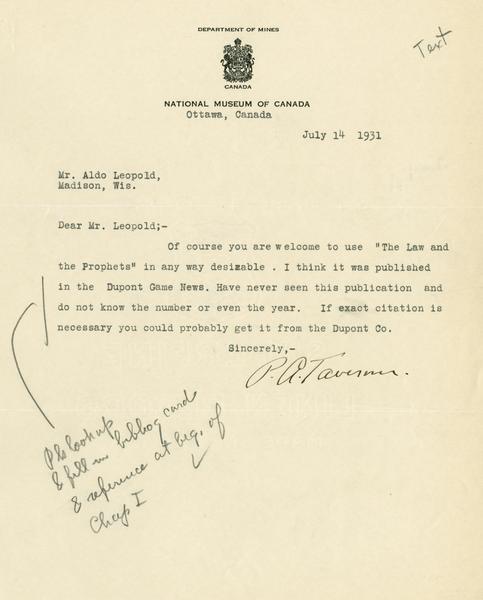 DEPARTMENT OF MINES
CANADA
NATIONAL MUSEUM OF CANADA
Ottawa, Canada
Text
July 14 1931
Mr. Aldo Leopold,
Madison, Wis.
Dear Mr. Leopold;-
Of course you are welcome to use "The Law and
the Prophets" in any way desirable . I think it was published
in the Dupont Game News. Have never seen this publication and
do not know the number or even the year. If exact citation is
necessary you could probably get it from the Dupont Co.
Sincerely,-
P. A. Taverner.
Pls look up
& fill in bibliog card
& reference at beg. of
Chap I